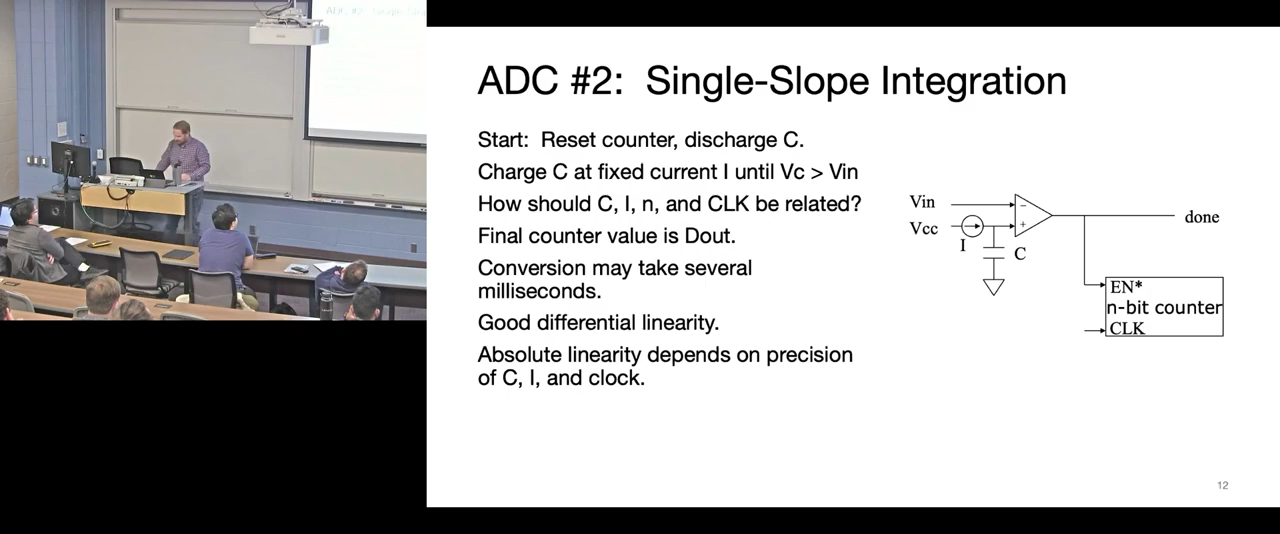 ADC #2: Single-Slope Integration
Start: Reset counter, discharge C.
Charge C at fixed current I until Vc > Vin
How should C, I, n, and CLK be related?
Final counter value is Dout.
Conversion may take several
milliseconds.
Good differential linearity.
Absolute linearity depends on precision
of C, I, and clock.
Vin
Vcc
I
−
+
C
done
EN*
n-bit counter
CLK
12